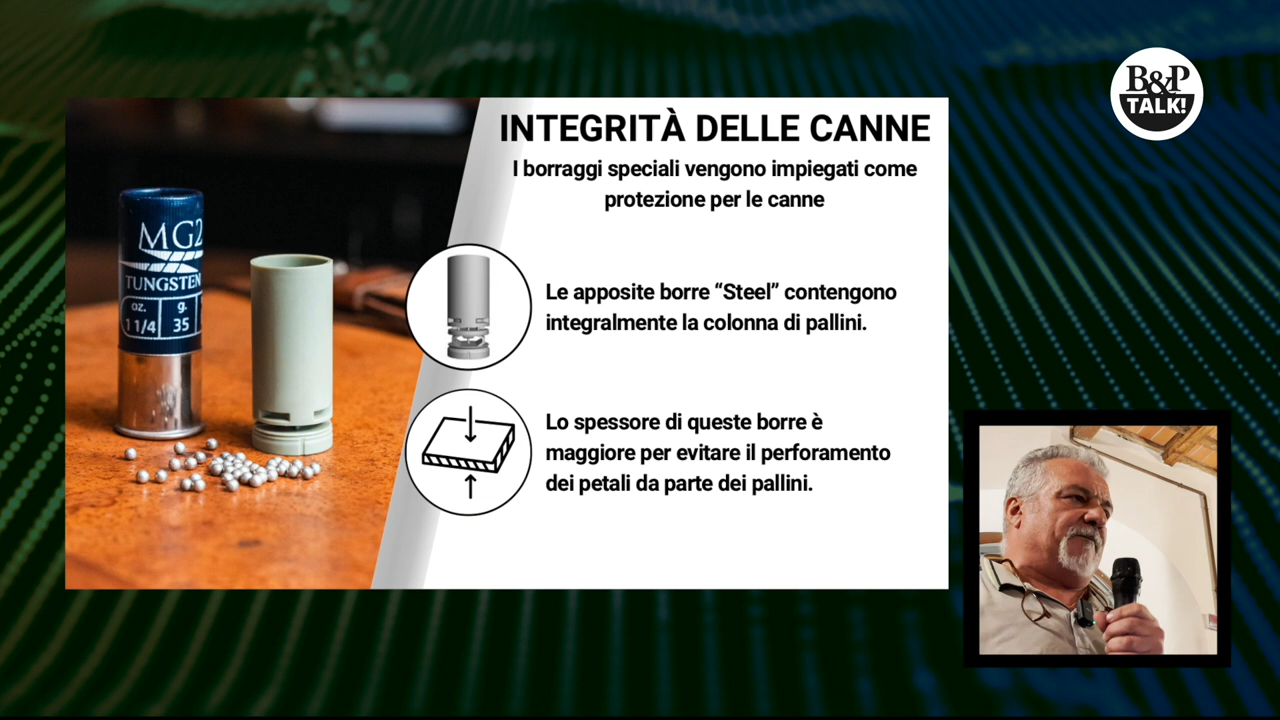 B&P
TALK!
INTEGRITÀ DELLE CANNE
I borraggi speciali vengono impiegati come
protezione per le canne
MG2
TUNGSTEN
oz. g.
1 1/4 35
Le apposite borre “Steel” contengono
integralmente la colonna di pallini.
Lo spessore di queste borre è
maggiore per evitare il perforamento
dei petali da parte dei pallini.